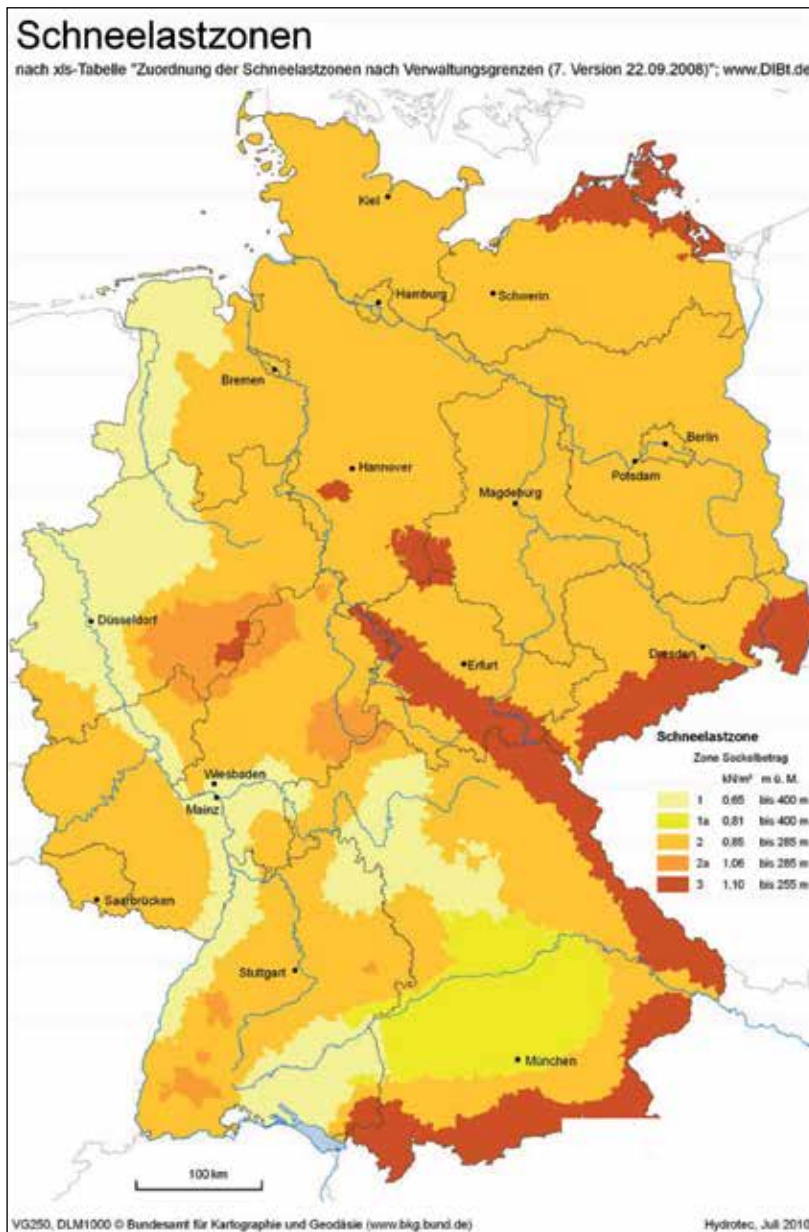 Schneelastzonen
nach xls-Tabelle "Zuordnung der Schneelastzonen nach Verwaltungsgrenzen (7. Version 22.09.2008)"; www.DIBt.de
Kiel
Hamburg
Schwerin
Bremen
Berlin
Potsdam
Hannover
Magdeburg
Düsseldorf
Erfurt
Dresden
Wiesbaden
Mainz
Saarbrücken
Stuttgart
München
Schneelastzone
Zone Sockelbetrag
kN/m² m ü. M.
1 0,65 bis 400 m
1a 0,81 bis 400 m
2 0,85 bis 285 m
2a 1,06 bis 285 m
3 1,10 bis 255 m
100 km
VG250, DLM1000 © Bundesamt für Kartographie und Geodäsie (www.bkg.bund.de)
Hydrotec, Juli 2010